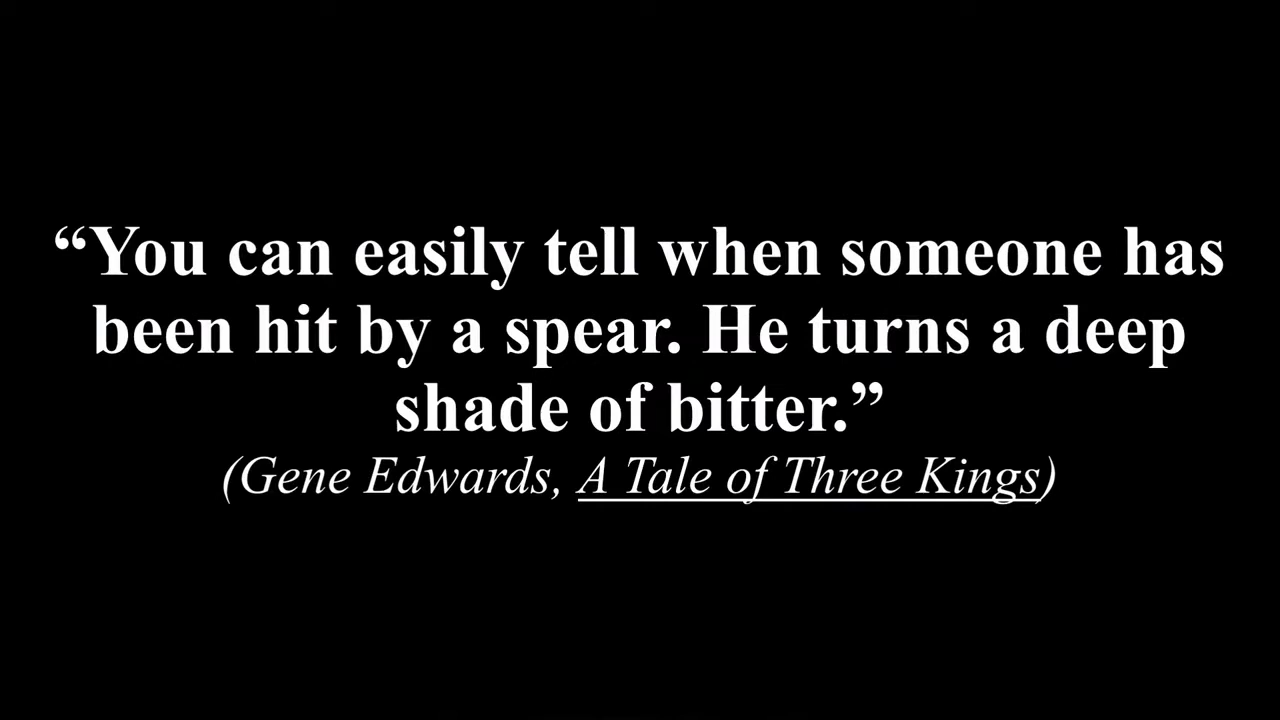 “You can easily tell when someone has
been hit by a spear. He turns a deep
shade of bitter.”
(Gene Edwards, A Tale of Three Kings)